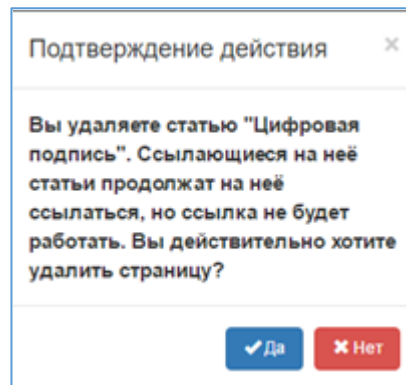 Подтверждение действия ×
Вы удаляете статью "Цифровая
подпись". Ссылающиеся на неё
статьи продолжат на неё
ссылаться, но ссылка не будет
работать. Вы действительно хотите
удалить страницу?
Да Нет